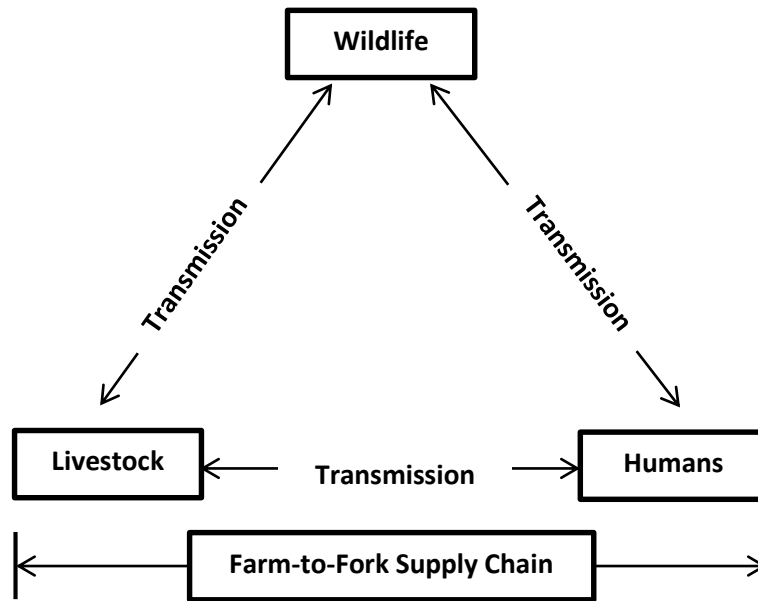 Wildlife
Transmission
Transmission
Livestock
Transmission
Humans
Farm-to-Fork Supply Chain